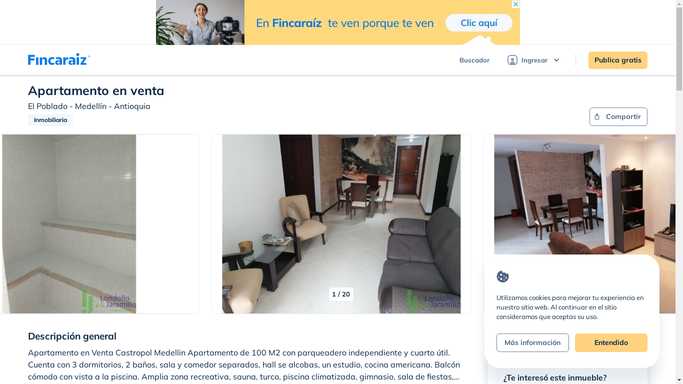 En Fincaraíz te ven porque te ven
Clic aquí
Fincaraíz
Buscador
Ingresar
Publica gratis
Apartamento en venta
El Poblado - Medellín - Antioquia
Inmobiliaria
Compartir
1 / 20
Londoño
Jaramillo
Utilizamos cookies para mejorar tu experiencia en
nuestro sitio web. Al continuar en el sitio
consideramos que aceptas su uso.
Más información
Entendido
Descripción general
Apartamento en Venta Castropol Medellin Apartamento de 100 M2 con parqueadero independiente y cuarto útil.
Cuenta con 3 dormitorios, 2 baños, sala y comedor separadas, hall se alcobas, un estudio, cocina americana. Balcón
cómodo con vista a la piscina. Amplia zona recreativa, sauna, turco, piscina climatizada, gimnasio, sala de fiestas,...
¿Te interesó este inmueble?